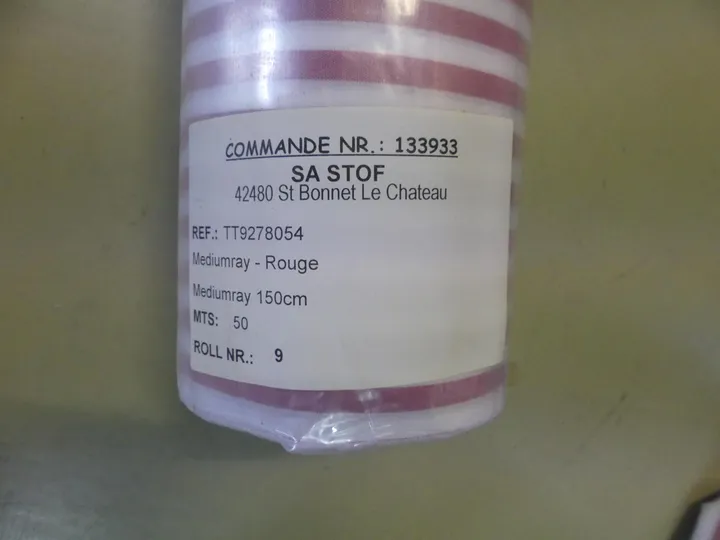 COMMANDE NR.: 133933
SA STOF
42480 St Bonnet Le Chateau
REF.: TT9278054
Mediumray - Rouge
Mediumray 150cm
MTS: 50
ROLL NR.: 9